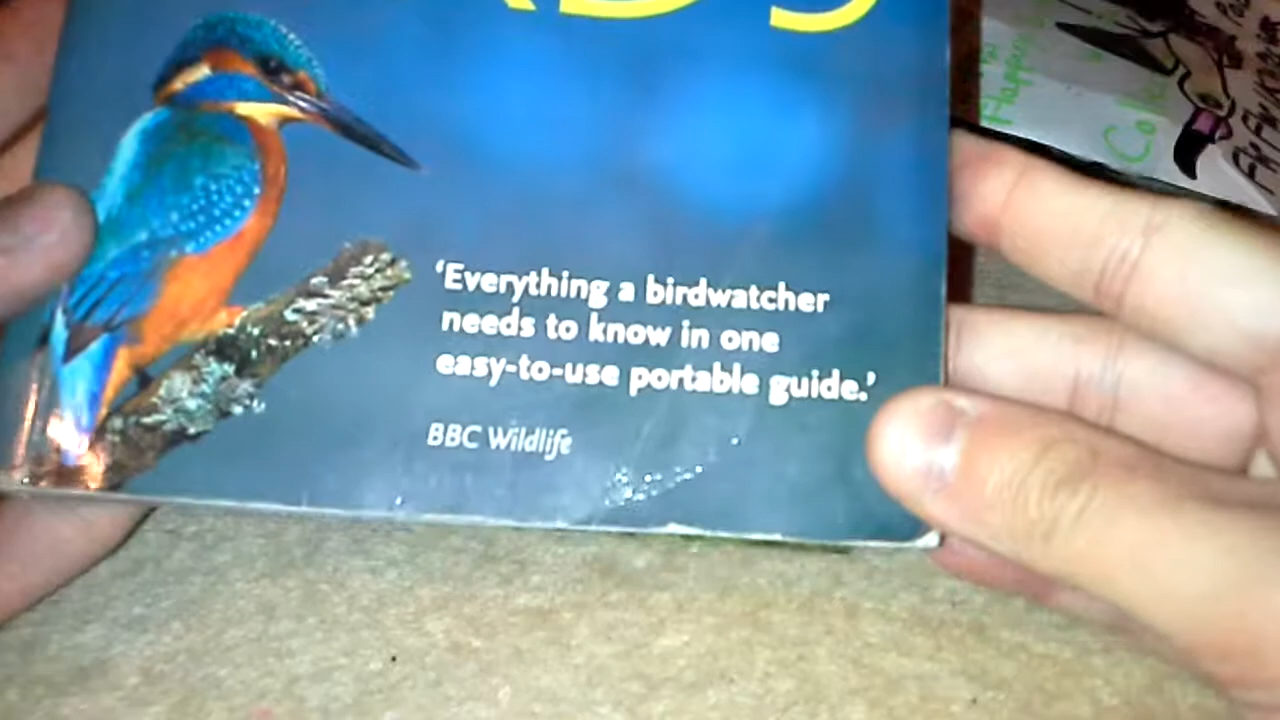 ‘Everything a birdwatcher
needs to know in one
easy-to-use portable guide.’
BBC Wildlife